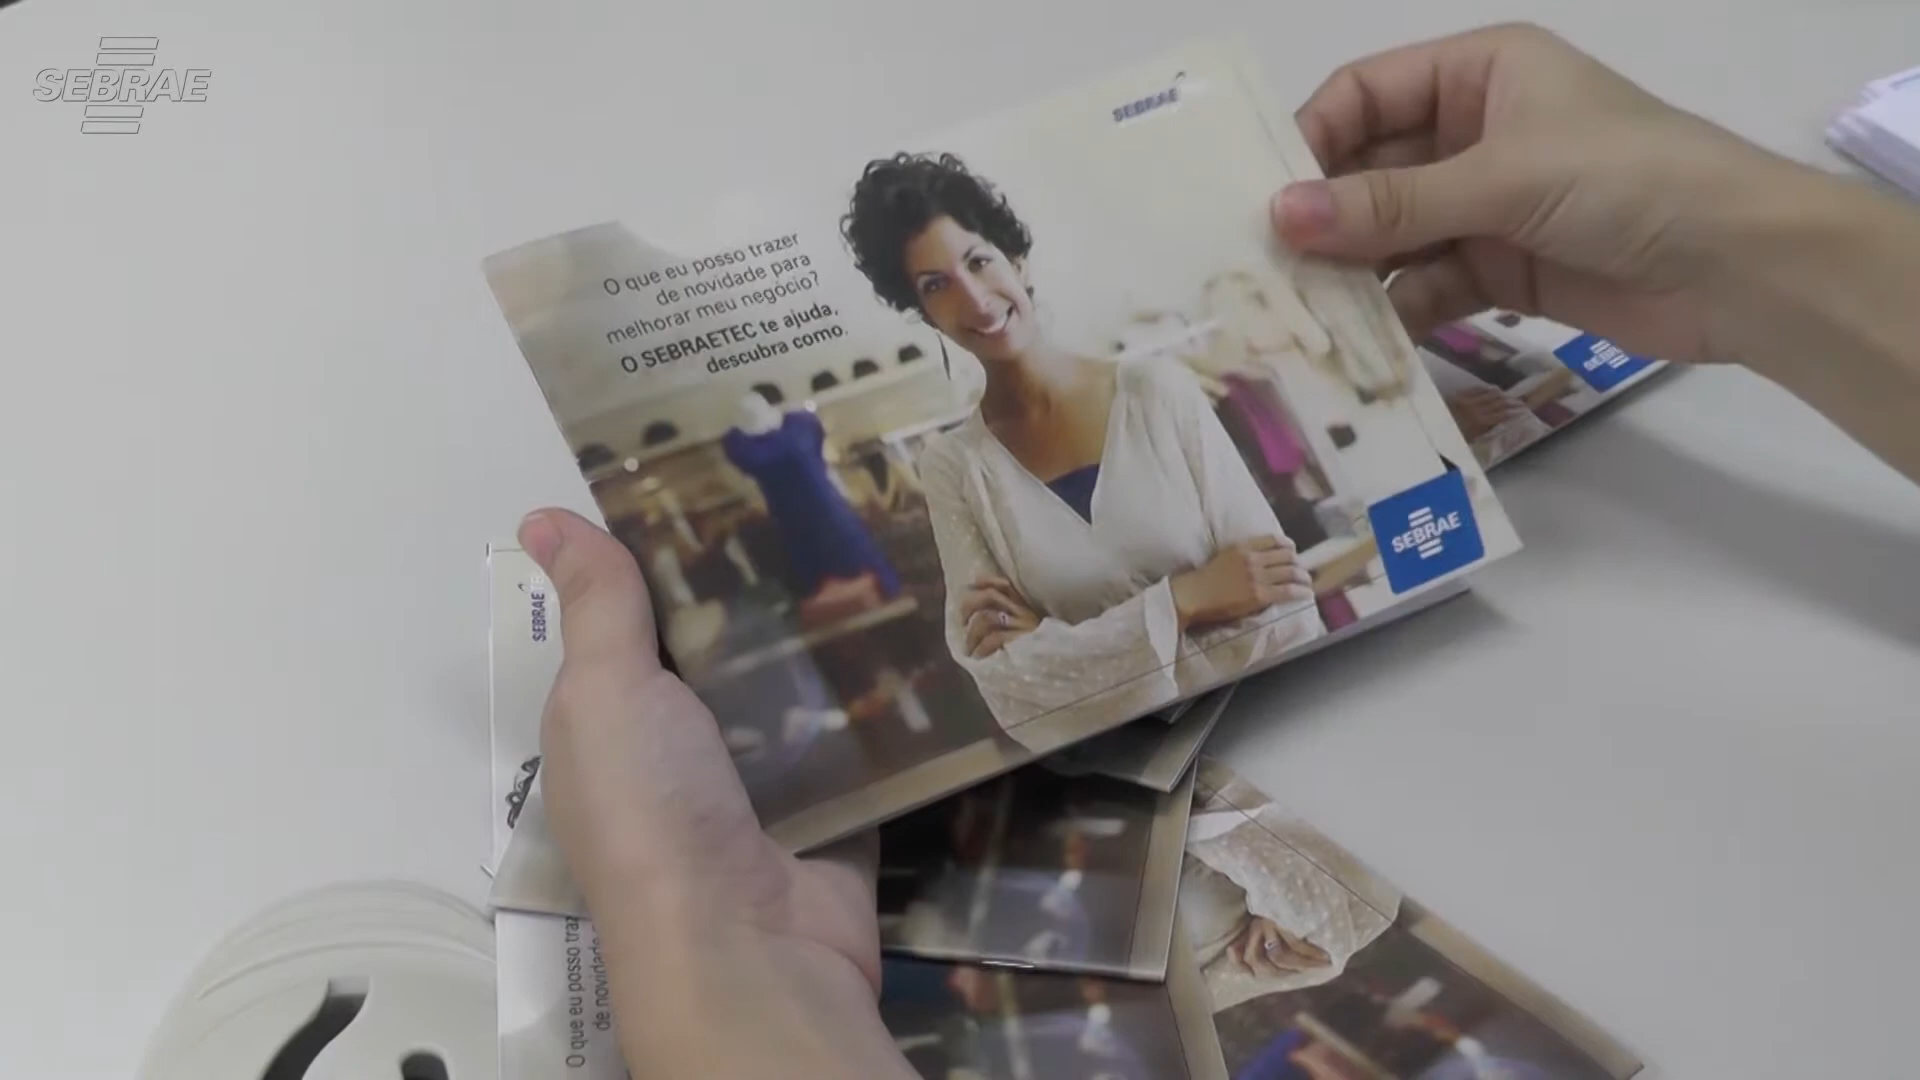 SEBRAE
SEBRAE
O que eu posso trazer
de novidade para
melhorar meu negócio?
O SEBRAETEC te ajuda,
descubra como.
SEBRAE
SEBRAE
SEBRAE
O que eu posso
de novidade